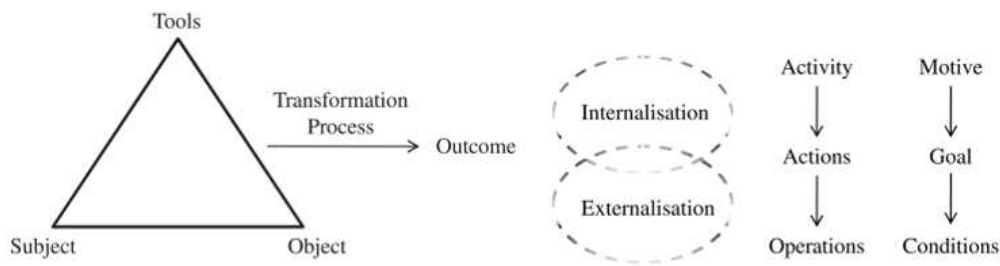 Tools
Transformation
Process
Outcome
Subject
Object
Internalisation
Externalisation
Activity
Motive
Actions
Goal
Operations
Conditions